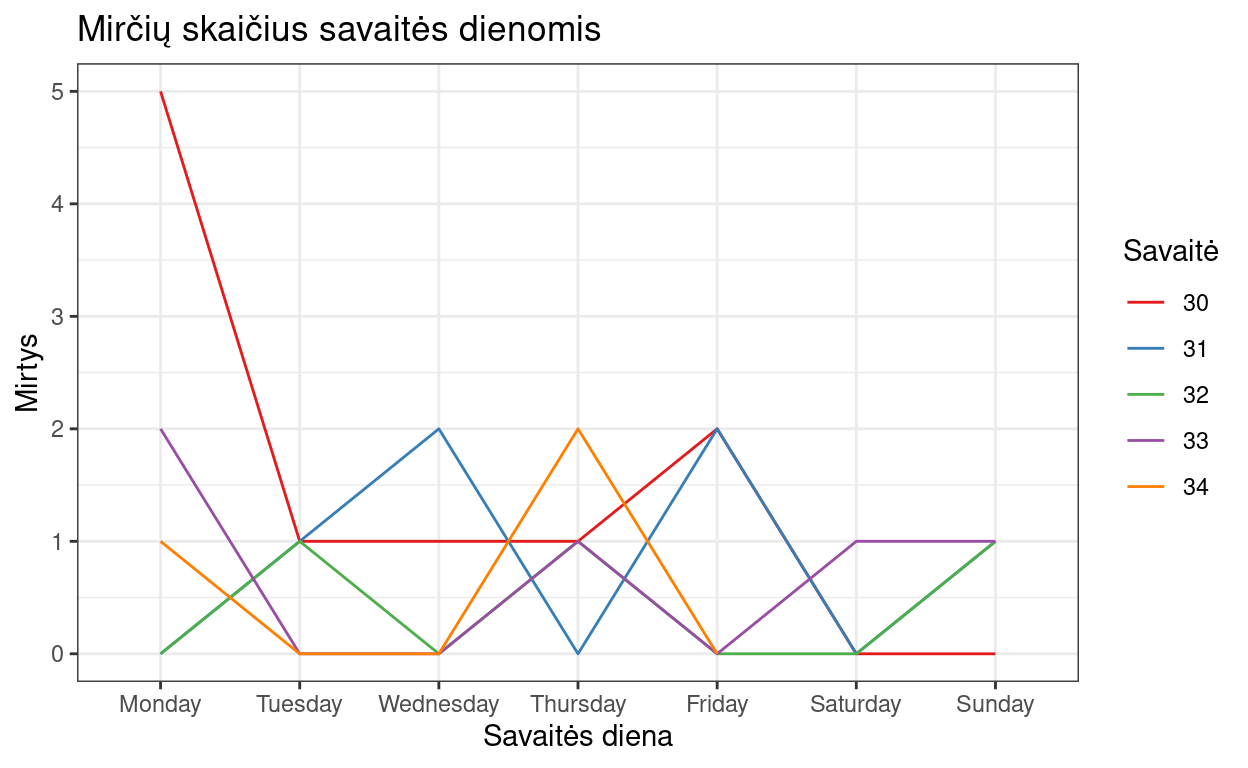 Mirčių skaičius savaitės dienomis
5
4
3
2
1
0
Mirtys
Monday Tuesday Wednesday Thursday Friday Saturday Sunday
Savaitės diena
Savaitė
30
31
32
33
34